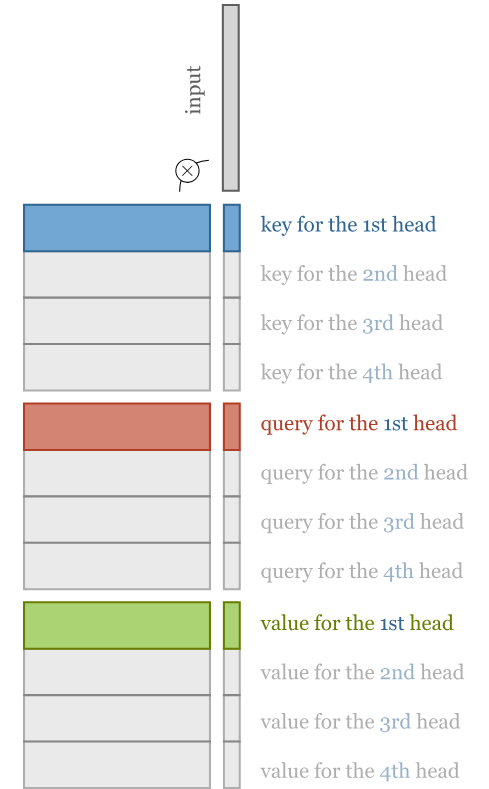 input
key for the 1st head
key for the 2nd head
key for the 3rd head
key for the 4th head
query for the 1st head
query for the 2nd head
query for the 3rd head
query for the 4th head
value for the 1st head
value for the 2nd head
value for the 3rd head
value for the 4th head